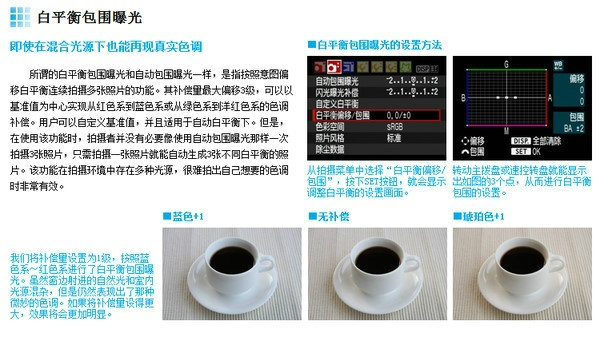 白平衡包围曝光
即使在混合光源下也能再现真实色调
所谓的白平衡包围曝光和自动包围曝光一样，是指按照意图偏
移白平衡连续拍摄多张照片的功能。其补偿量最大偏移3级，可以以
基准值为中心实现从红色系到蓝色系或从绿色系到洋红色系的色调
补偿。用户可以自定义基准值，并且适用于自动白平衡下。但是，
在使用该功能时，拍摄者并没有必要像使用自动包围曝光那样一次
拍摄3张照片，只需拍摄一张照片就能自动生成3张不同白平衡的照
片。该功能在拍摄环境中存在多种光源，很难拍出自己想要的色调
时非常有效。
■白平衡包围曝光的设置方法
自动包围曝光 -2..1..0..1..:2
闪光曝光补偿 -2..1..0..1..:2
自定义白平衡
白平衡偏移/包围 0,0/±0
色彩空间 sRGB
照片风格 标准
除尘数据
从拍摄菜单中选择“白平衡偏移/
包围”，按下SET按钮，就会显示
调整白平衡的设置画面。
G
B
A
M
WB
偏移
0
0
包围
BA ±2
偏移 DISP. 全部清除
包围 SET OK
转动主拨盘或速控转盘就能显示
出如图的3个点，从而进行白平衡
包围的设置。
■蓝色+1
■无补偿
■琥珀色+1
我们将补偿量设置为1级，按照蓝
色系～红色系进行了白平衡包围曝
光。虽然窗边射进的自然光和室内
光源混杂，但是仍然表现出了那种
微妙的色调。如果将补偿量设得更
大，效果将会更加明显。